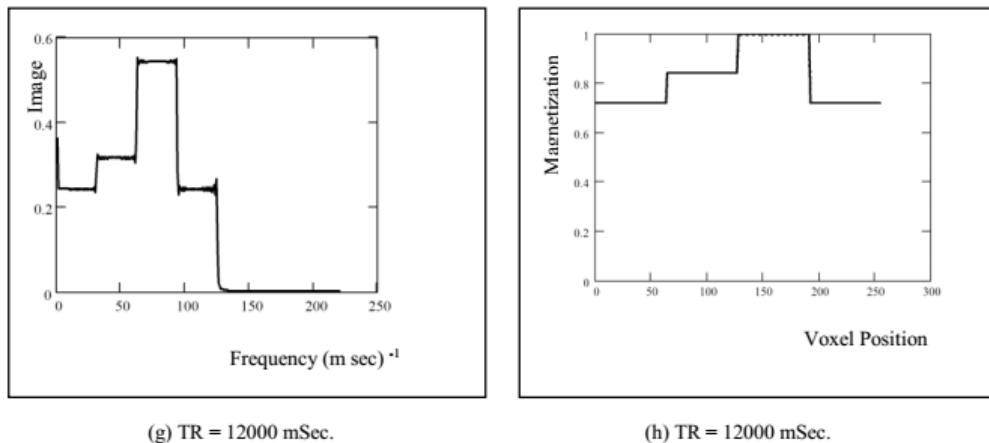 0.6
Image
0.4
0.2
0
0 50 100 150 200 250
Frequency (m sec) -1
1
Magnetization
0.8
0.6
0.4
0.2
0
0 50 100 150 200 250 300
Voxel Position
(g) TR = 12000 mSec.
(h) TR = 12000 mSec.